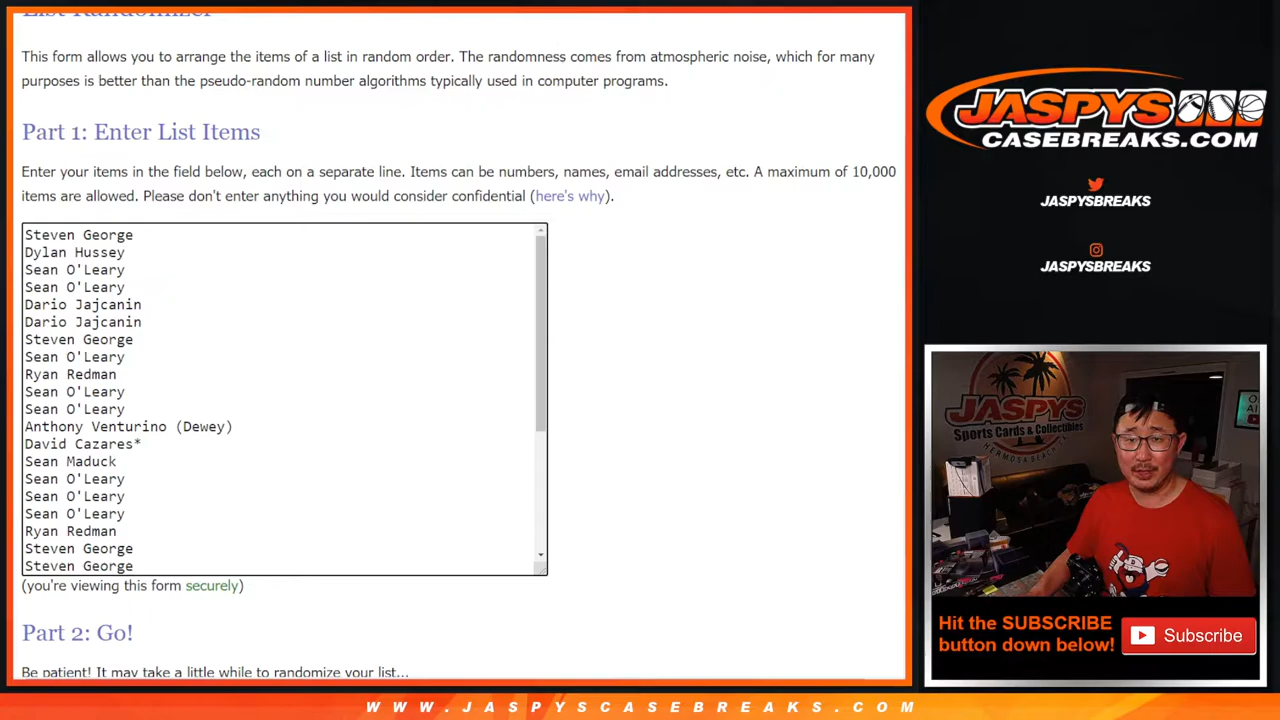 List Randomizer
This form allows you to arrange the items of a list in random order. The randomness comes from atmospheric noise, which for many
purposes is better than the pseudo-random number algorithms typically used in computer programs.
Part 1: Enter List Items
Enter your items in the field below, each on a separate line. Items can be numbers, names, email addresses, etc. A maximum of 10,000
items are allowed. Please don't enter anything you would consider confidential (here's why).
Steven George
Dylan Hussey
Sean O'Leary
Sean O'Leary
Dario Jajcanin
Dario Jajcanin
Steven George
Sean O'Leary
Ryan Redman
Sean O'Leary
Sean O'Leary
Anthony Venturino (Dewey)
David Cazares*
Sean Maduck
Sean O'Leary
Sean O'Leary
Sean O'Leary
Ryan Redman
Steven George
Steven George
(you're viewing this form securely)
Part 2: Go!
Be patient! It may take a little while to randomize your list...
JASPYS
CASEBREAKS.COM
JASPYSBREAKS
JASPYSBREAKS
JASPYS
Sports Cards & Collectibles
HERMOSA BEACH, CA
Hit the SUBSCRIBE
button down below!
Subscribe
WWW.JASPYSCASEBREAKS.COM